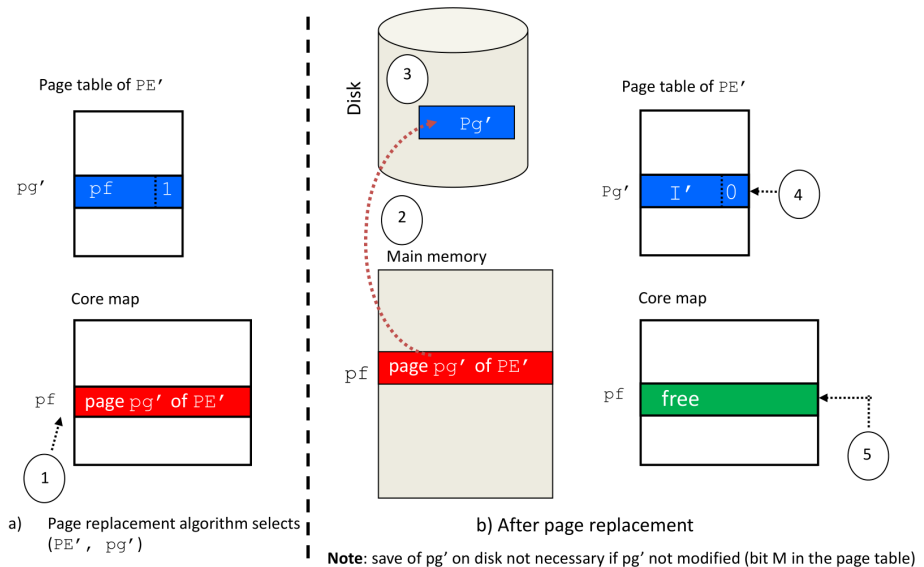 Page table of PE'
pg'
pf 1
Core map
pf
page pg' of PE'
1
a) Page replacement algorithm selects
(PE', pg')
Disk
3
Pg'
2
Main memory
pf
page pg' of PE'
Page table of PE'
Pg'
I' 0
4
Core map
pf
free
5
b) After page replacement
Note: save of pg' on disk not necessary if pg' not modified (bit M in the page table)